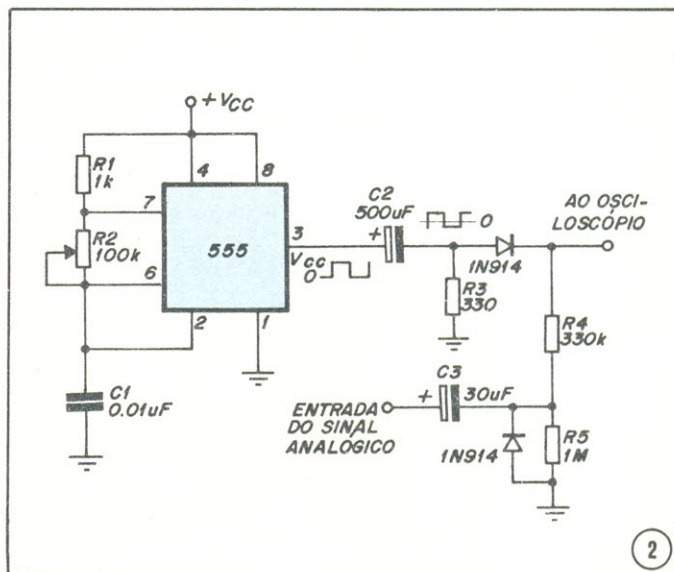 +VCC
R1
1k
4
8
7
C2
500uF
0
AO OSCI-
LOSCÓPIO
R2
100k
555
3
+
VCC
0
1N914
6
R3
330
R4
330k
2
1
C1
0.01uF
C3
+
30uF
ENTRADA
DO SINAL
ANALÓGICO
1N914
R5
1M
2